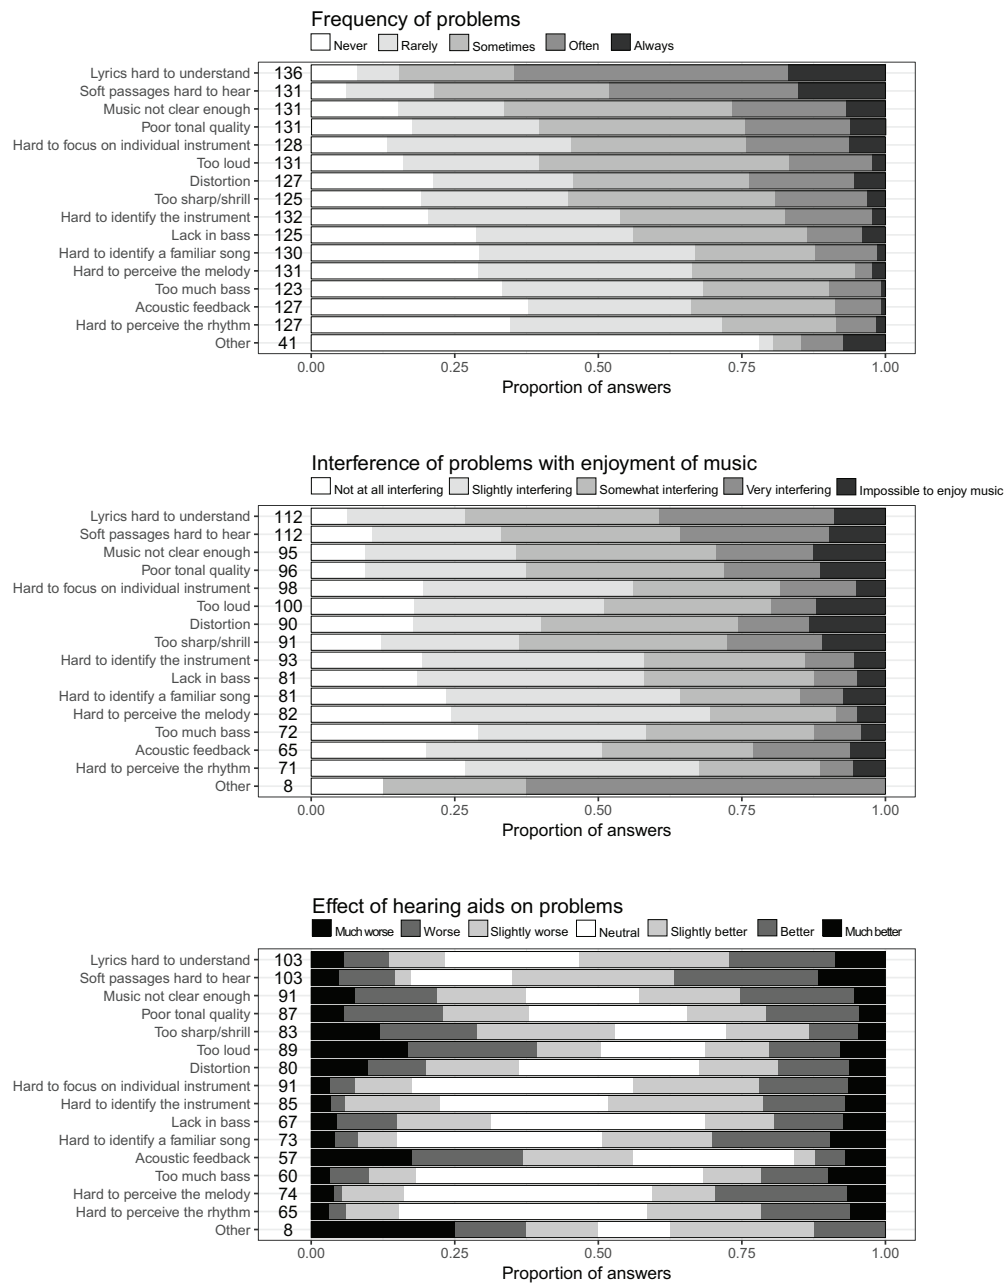 Frequency of problems
Never Rarely Sometimes Often Always
Lyrics hard to understand 136
Soft passages hard to hear 131
Music not clear enough 131
Poor tonal quality 131
Hard to focus on individual instrument 128
Too loud 131
Distortion 127
Too sharp/shrill 125
Hard to identify the instrument 132
Lack in bass 125
Hard to identify a familiar song 130
Hard to perceive the melody 131
Too much bass 123
Acoustic feedback 127
Hard to perceive the rhythm 127
Other 41
0.00 0.25 0.50 0.75 1.00
Proportion of answers
Interference of problems with enjoyment of music
Not at all interfering Slightly interfering Somewhat interfering Very interfering Impossible to enjoy music
Lyrics hard to understand 112
Soft passages hard to hear 112
Music not clear enough 95
Poor tonal quality 96
Hard to focus on individual instrument 98
Too loud 100
Distortion 90
Too sharp/shrill 91
Hard to identify the instrument 93
Lack in bass 81
Hard to identify a familiar song 81
Hard to perceive the melody 82
Too much bass 72
Acoustic feedback 65
Hard to perceive the rhythm 71
Other 8
0.00 0.25 0.50 0.75 1.00
Proportion of answers
Effect of hearing aids on problems
Much worse Worse Slightly worse Neutral Slightly better Better Much better
Lyrics hard to understand 103
Soft passages hard to hear 103
Music not clear enough 91
Poor tonal quality 87
Too sharp/shrill 83
Too loud 89
Distortion 80
Hard to focus on individual instrument 91
Hard to identify the instrument 85
Lack in bass 67
Hard to identify a familiar song 73
Acoustic feedback 57
Too much bass 60
Hard to perceive the melody 74
Hard to perceive the rhythm 65
Other 8
0.00 0.25 0.50 0.75 1.00
Proportion of answers